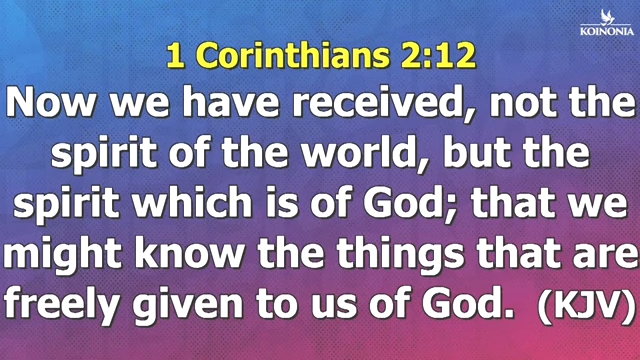 KOINONIA
1 Corinthians 2:12
Now we have received, not the
spirit of the world, but the
spirit which is of God; that we
might know the things that are
freely given to us of God. (KJV)